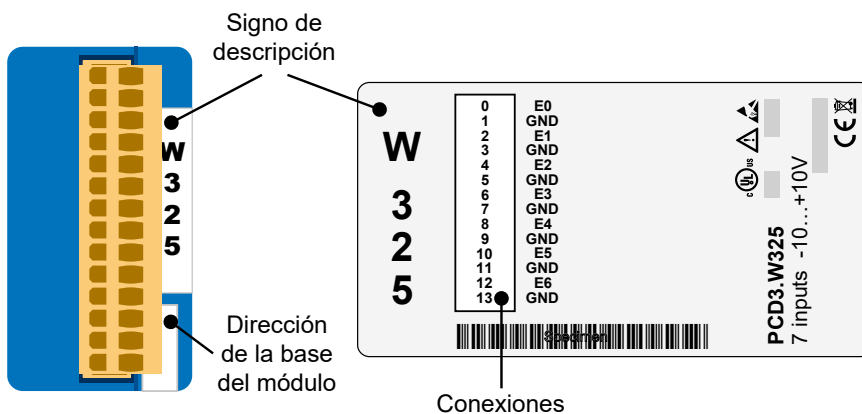 Signo de
descripción
W
3
2
5
Dirección
de la base
del módulo
W
3
2
5
0 E0
1 GND
2 E1
3 GND
4 E2
5 GND
6 E3
7 GND
8 E4
9 GND
10 E5
11 GND
12 E6
13 GND
Specimen
C UL US
CE
PCD3.W325
7 inputs -10…+10V
Conexiones